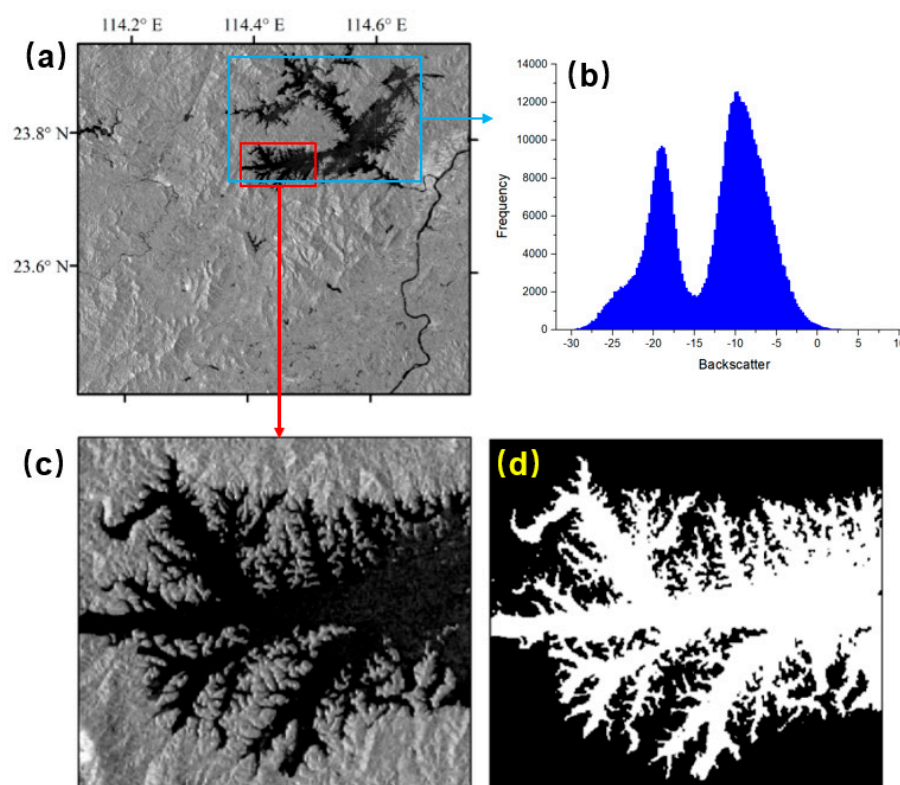 114.2° E
114.4° E
114.6° E
(a)
23.8° N
23.6° N
(b)
14000
12000
10000
8000
6000
4000
2000
0
Frequency
-30
-25
-20
-15
-10
-5
0
5
10
Backscatter
(c)
(d)